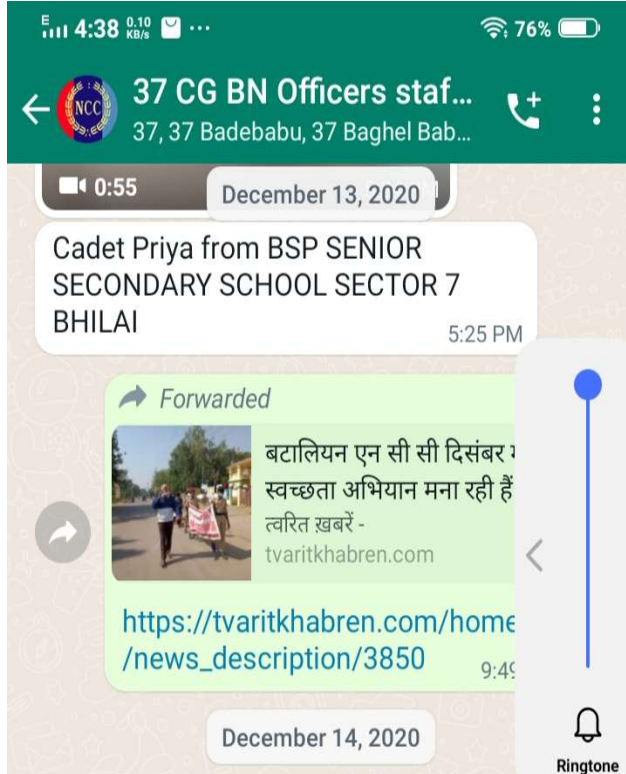 E
4:38 0.10 KB/s ... 76%
NCC
37 CG BN Officers staf...
37, 37 Badebabu, 37 Baghel Bab...
0:55
December 13, 2020
Cadet Priya from BSP SENIOR
SECONDARY SCHOOL SECTOR 7
BHILAI
5:25 PM
Forwarded
बटालियन एन सी सी दिसंबर
स्वच्छता अभियान मना रही हैं
त्वरित ख़बरें -
tvaritkhabren.com
https://tvaritkhabren.com/home
/news_description/3850
9:49
December 14, 2020
Ringtone